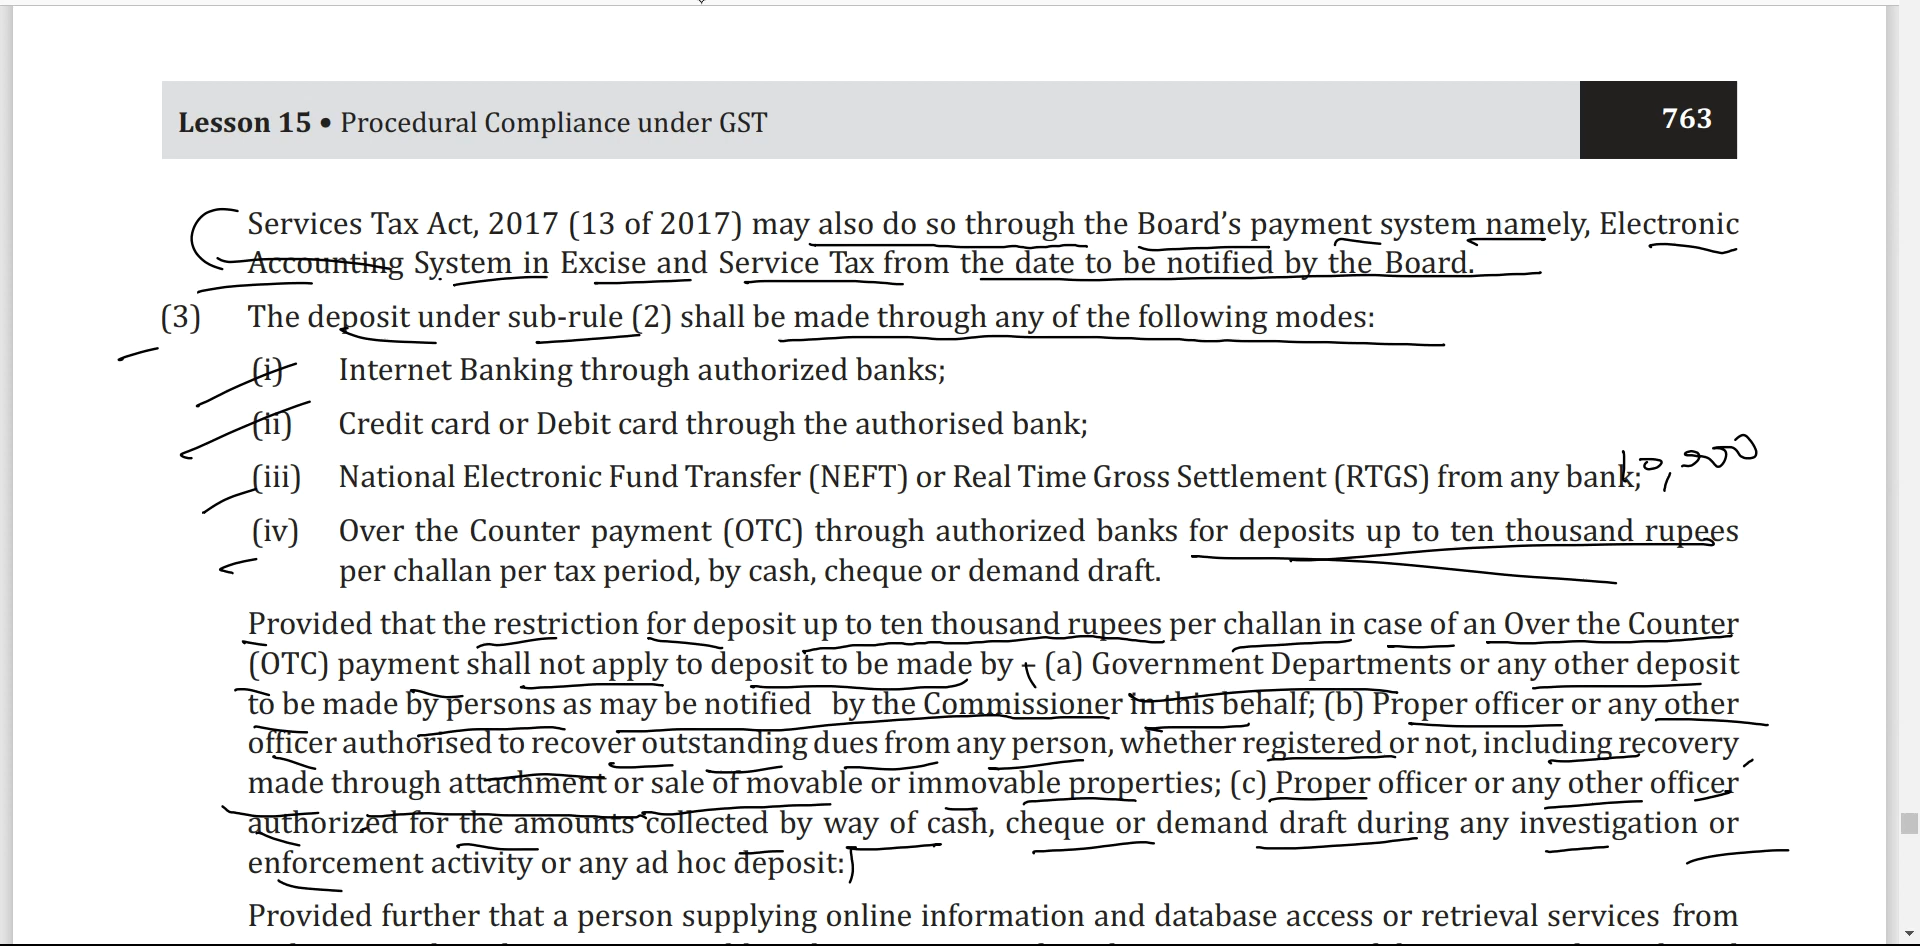 Lesson 15 • Procedural Compliance under GST
763
Services Tax Act, 2017 (13 of 2017) may also do so through the Board’s payment system namely, Electronic
Accounting System in Excise and Service Tax from the date to be notified by the Board.
(3) The deposit under sub-rule (2) shall be made through any of the following modes:
(i) Internet Banking through authorized banks;
(ii) Credit card or Debit card through the authorised bank;
(iii) National Electronic Fund Transfer (NEFT) or Real Time Gross Settlement (RTGS) from any bank;
10,000
(iv) Over the Counter payment (OTC) through authorized banks for deposits up to ten thousand rupees
per challan per tax period, by cash, cheque or demand draft.
Provided that the restriction for deposit up to ten thousand rupees per challan in case of an Over the Counter
(OTC) payment shall not apply to deposit to be made by - (a) Government Departments or any other deposit
to be made by persons as may be notified by the Commissioner in this behalf; (b) Proper officer or any other
officer authorised to recover outstanding dues from any person, whether registered or not, including recovery
made through attachment or sale of movable or immovable properties; (c) Proper officer or any other officer
authorized for the amounts collected by way of cash, cheque or demand draft during any investigation or
enforcement activity or any ad hoc deposit:
Provided further that a person supplying online information and database access or retrieval services from